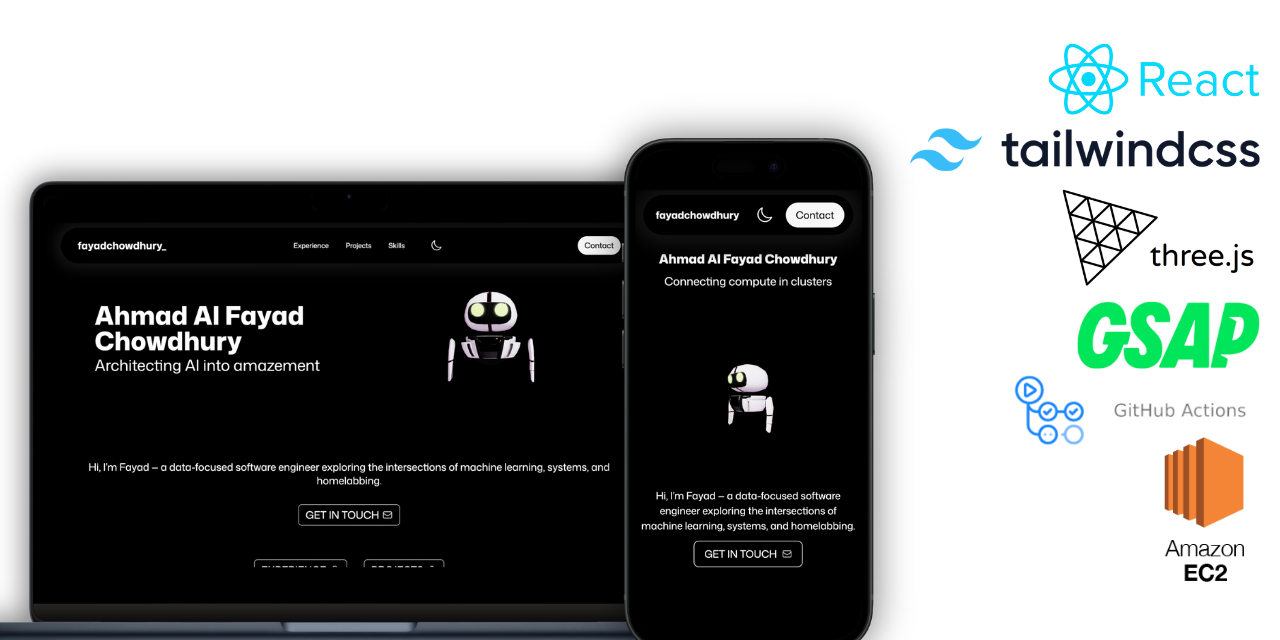 fayadchowdhury_
Experience
Projects
Skills
Contact
Ahmad Al Fayad
Chowdhury
Architecting AI into amazement
Hi, I'm Fayad – a data-focused software engineer exploring the intersections of machine learning, systems, and
homelabbing.
GET IN TOUCH
EXPERIENCE
PROJECTS
fayadchowdhury
Contact
Ahmad Al Fayad Chowdhury
Connecting compute in clusters
Hi, I'm Fayad – a data-focused software
engineer exploring the intersections of
machine learning, systems, and homelabbing.
GET IN TOUCH
React
tailwindcss
three.js
GSAP
GitHub Actions
Amazon
EC2